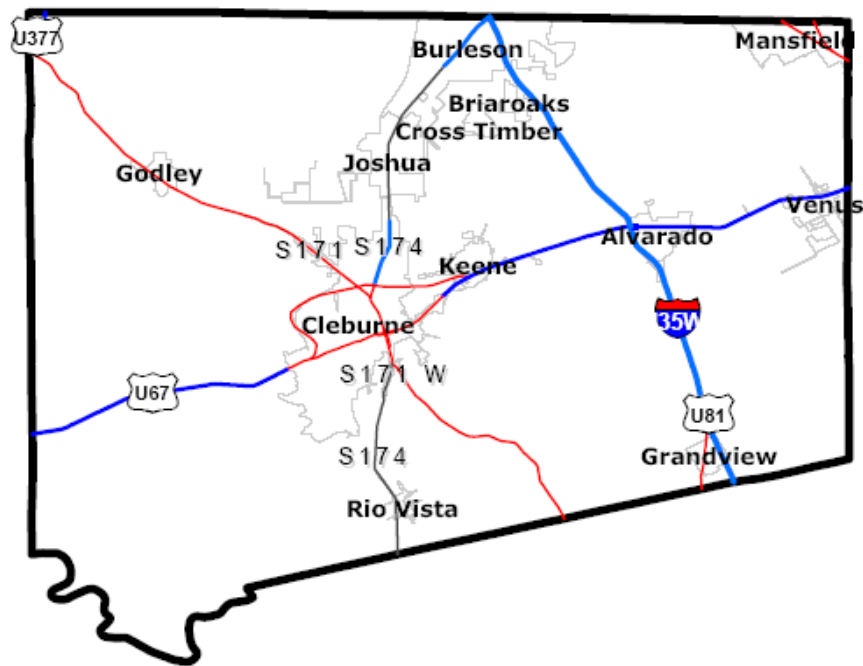 U377
Burleson
Mansfield
Briaroaks
Cross Timber
Joshua
Godley
Venus
Alvarado
S171
S174
Keene
Cleburne
35W
S171 W
U67
U81
S174
Grandview
Rio Vista